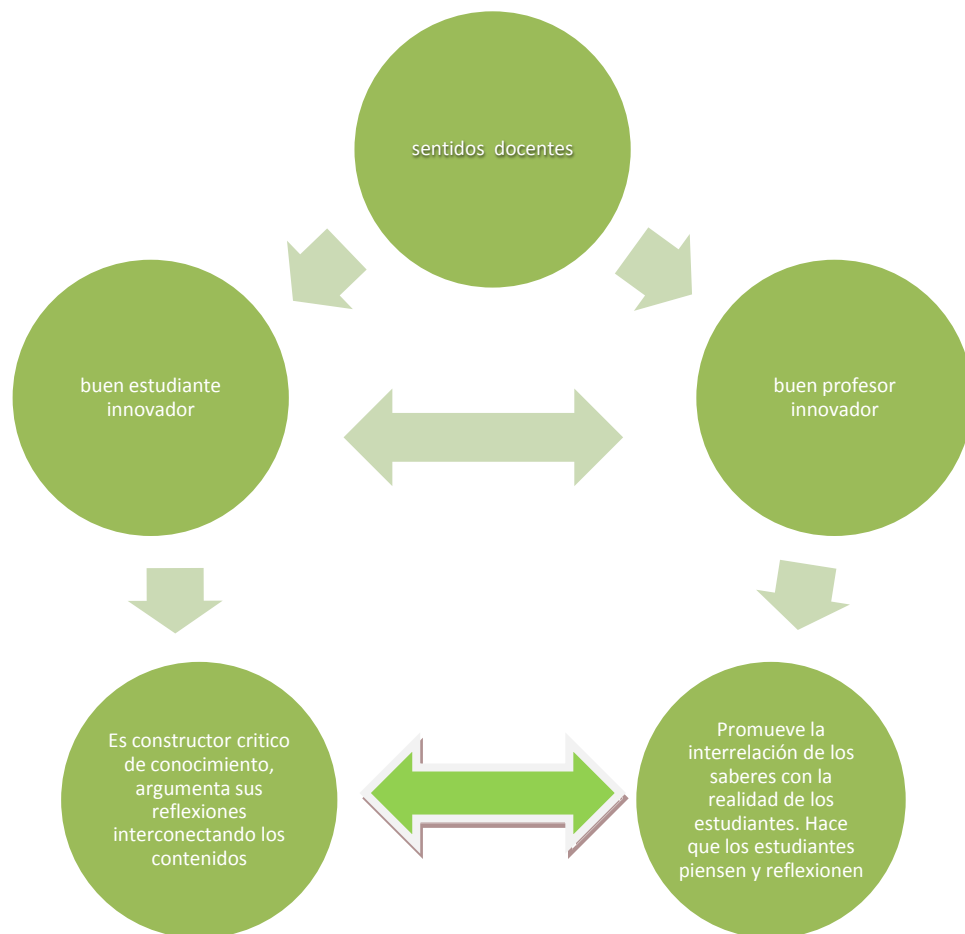 sentidos docentes
buen estudiante
innovador
buen profesor
innovador
Es constructor critico
de conocimiento,
argumenta sus
reflexiones
interconectando los
contenidos
Promueve la
interrelación de los
saberes con la
realidad de los
estudiantes. Hace
que los estudiantes
piensen y reflexionen